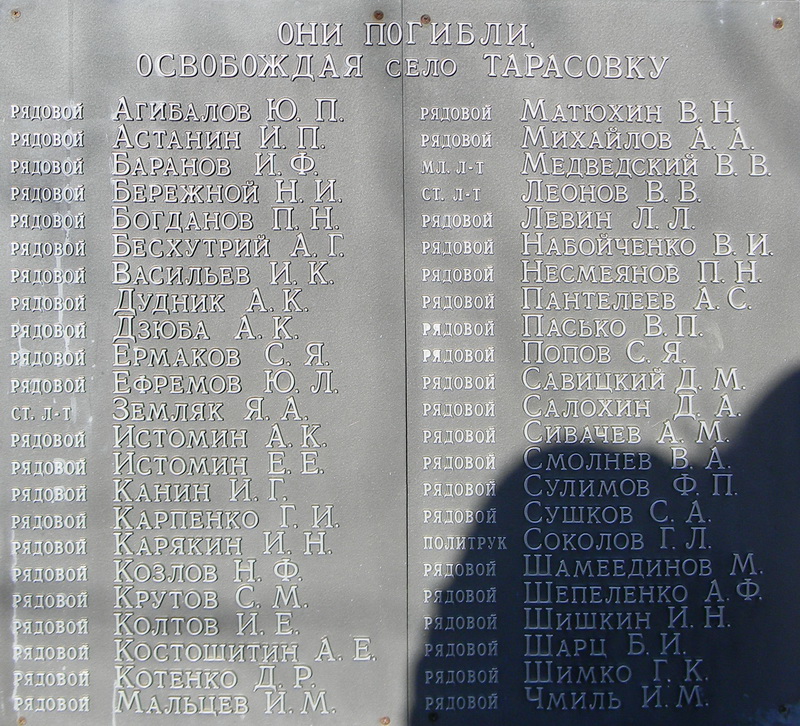 ОНИ ПОГИБЛИ,
ОСВОБОЖДАЯ СЕЛО ТАРАСОВКУ
РЯДОВОЙ АГИБАЛОВ Ю. П.
РЯДОВОЙ АСТАНИН И. П.
РЯДОВОЙ БАРАНОВ И. Ф.
РЯДОВОЙ БЕРЕЖНОЙ Н. И.
РЯДОВОЙ БОГДАНОВ П. Н.
РЯДОВОЙ БЕСХУТРИЙ А. Г.
РЯДОВОЙ ВАСИЛЬЕВ И. К.
РЯДОВОЙ ДУДНИК А. К.
РЯДОВОЙ ДЗЮБА А. К.
РЯДОВОЙ ЕРМАКОВ С. Я.
РЯДОВОЙ ЕФРЕМОВ Ю. Л.
СТ. Л-Т ЗЕМЛЯК Я. А.
РЯДОВОЙ ИСТОМИН А. К.
РЯДОВОЙ ИСТОМИН Е. Е.
РЯДОВОЙ КАНИН И. Г.
РЯДОВОЙ КАРПЕНКО Г. И.
РЯДОВОЙ КАРЯКИН И. Н.
РЯДОВОЙ КОЗЛОВ Н. Ф.
РЯДОВОЙ КРУТОВ С. М.
РЯДОВОЙ КОЛТОВ И. Е.
РЯДОВОЙ КОСТОШИТИН А. Е.
РЯДОВОЙ КОТЕНКО Д. Р.
РЯДОВОЙ МАЛЬЦЕВ И. М.
РЯДОВОЙ МАТЮХИН В. Н.
РЯДОВОЙ МИХАЙЛОВ А. А.
МЛ. Л-Т МЕДВЕДСКИЙ В. В.
СТ. Л-Т ЛЕОНОВ В. В.
РЯДОВОЙ ЛЕВИН Л. Л.
РЯДОВОЙ НАБОЙЧЕНКО В. И.
РЯДОВОЙ НЕСМЕЯНОВ П. Н.
РЯДОВОЙ ПАНТЕЛЕЕВ А. С.
РЯДОВОЙ ПАСЬКО В. П.
РЯДОВОЙ ПОПОВ С. Я.
РЯДОВОЙ САВИЦКИЙ Д. М.
РЯДОВОЙ САЛОХИН Д. А.
РЯДОВОЙ СИВАЧЕВ А. М.
РЯДОВОЙ СМОЛНЕВ В. А.
РЯДОВОЙ СУЛИМОВ Ф. П.
РЯДОВОЙ СУШКОВ С. А.
ПОЛИТРУК СОКОЛОВ Г. Л.
РЯДОВОЙ ШАМЕЕДИНОВ М.
РЯДОВОЙ ШЕПЕЛЕНКО А. Ф.
РЯДОВОЙ ШИШКИН И. Н.
РЯДОВОЙ ШАРЦ Б. И.
РЯДОВОЙ ШИМКО Г. К.
РЯДОВОЙ ЧМИЛЬ И. М.